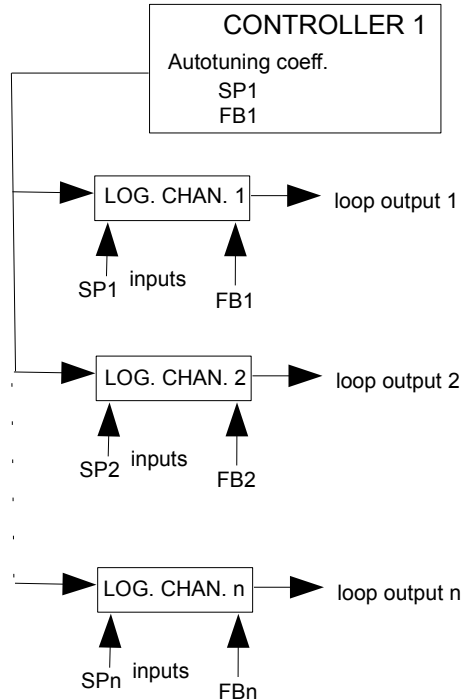 CONTROLLER 1
Autotuning coeff.
SP1
FB1
LOG. CHAN. 1
loop output 1
SP1 inputs FB1
LOG. CHAN. 2
loop output 2
SP2 inputs FB2
LOG. CHAN. n
loop output n
SPn inputs FBn